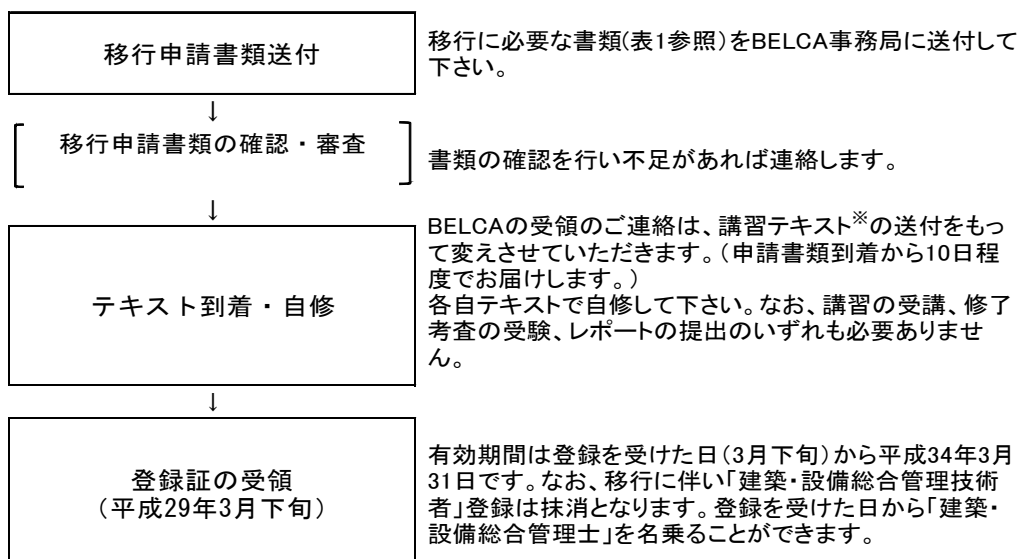 移行申請書類送付
移行に必要な書類(表1参照)をBELCA事務局に送付して
下さい。
↓
移行申請書類の確認・審査
書類の確認を行い不足があれば連絡します。
↓
テキスト到着・自修
BELCAの受領のご連絡は、講習テキスト※の送付をもっ
て変えさせていただきます。(申請書類到着から10日程
度でお届けします。)
各自テキストで自修して下さい。なお、講習の受講、修了
考査の受験、レポートの提出のいずれも必要ありませ
ん。
↓
登録証の受領
(平成29年3月下旬)
有効期間は登録を受けた日(3月下旬)から平成34年3月
31日です。なお、移行に伴い「建築・設備総合管理技術
者」登録は抹消となります。登録を受けた日から「建築・
設備総合管理士」を名乗ることができます。